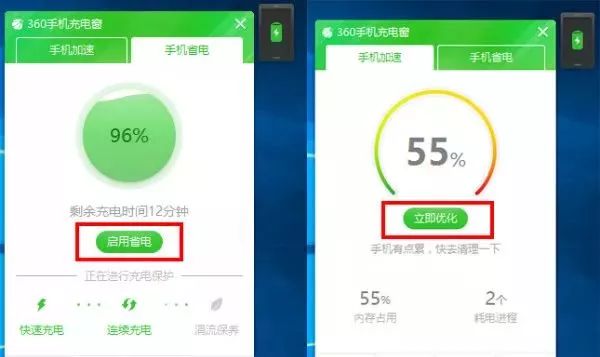 360手机充电窗
手机加速
手机省电
96%
剩余充电时间12分钟
启用省电
正在进行充电保护
快速充电
连续充电
涓流保养
360手机充电窗
手机加速
手机省电
55%
立即优化
手机有点累，快去清理一下
55%
2个
内存占用
耗电进程